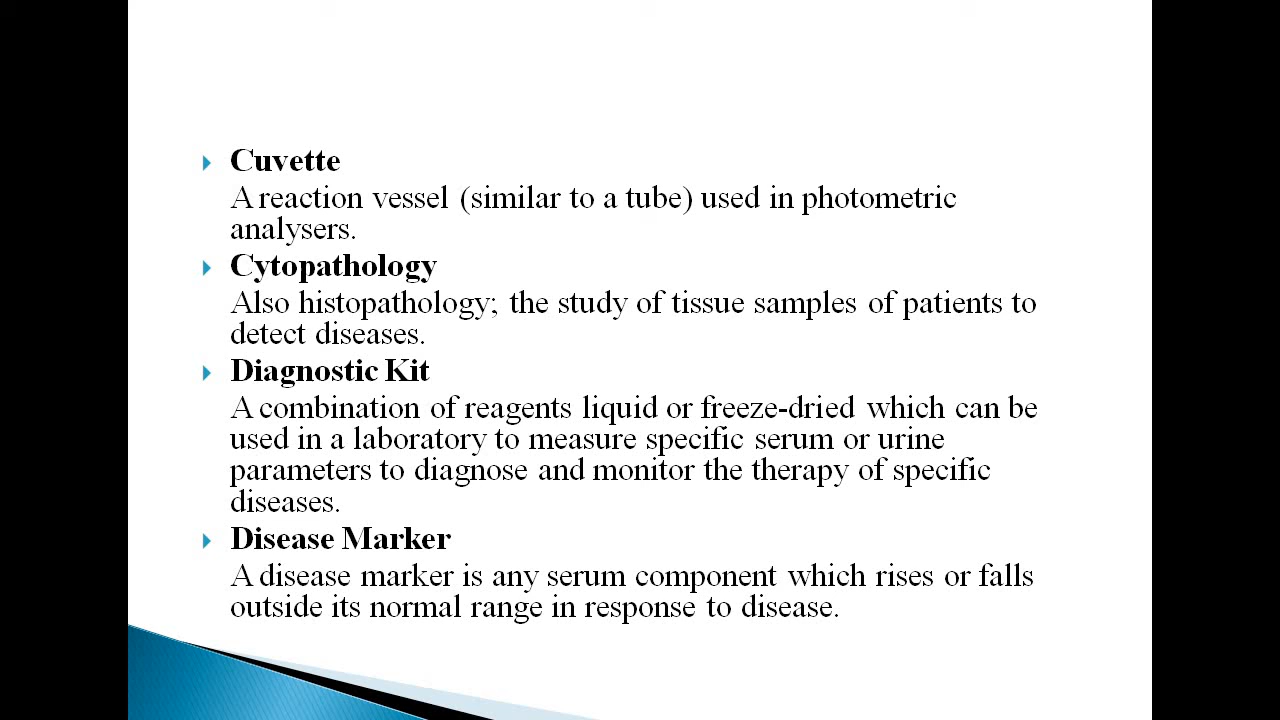 Cuvette
A reaction vessel (similar to a tube) used in photometric
analysers.
Cytopathology
Also histopathology; the study of tissue samples of patients to
detect diseases.
Diagnostic Kit
A combination of reagents liquid or freeze-dried which can be
used in a laboratory to measure specific serum or urine
parameters to diagnose and monitor the therapy of specific
diseases.
Disease Marker
A disease marker is any serum component which rises or falls
outside its normal range in response to disease.